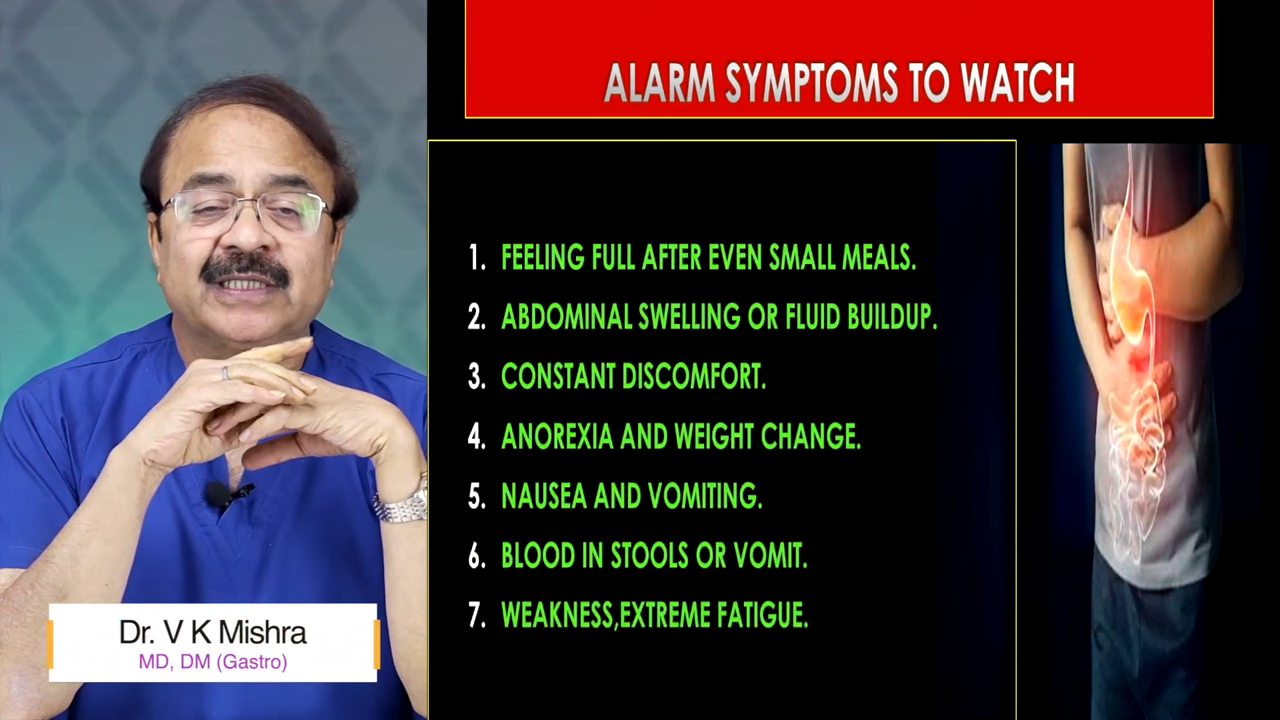 ALARM SYMPTOMS TO WATCH
1. FEELING FULL AFTER EVEN SMALL MEALS.
2. ABDOMINAL SWELLING OR FLUID BUILDUP.
3. CONSTANT DISCOMFORT.
4. ANOREXIA AND WEIGHT CHANGE.
5. NAUSEA AND VOMITING.
6. BLOOD IN STOOLS OR VOMIT.
7. WEAKNESS,EXTREME FATIGUE.
Dr. V K Mishra
MD, DM (Gastro)